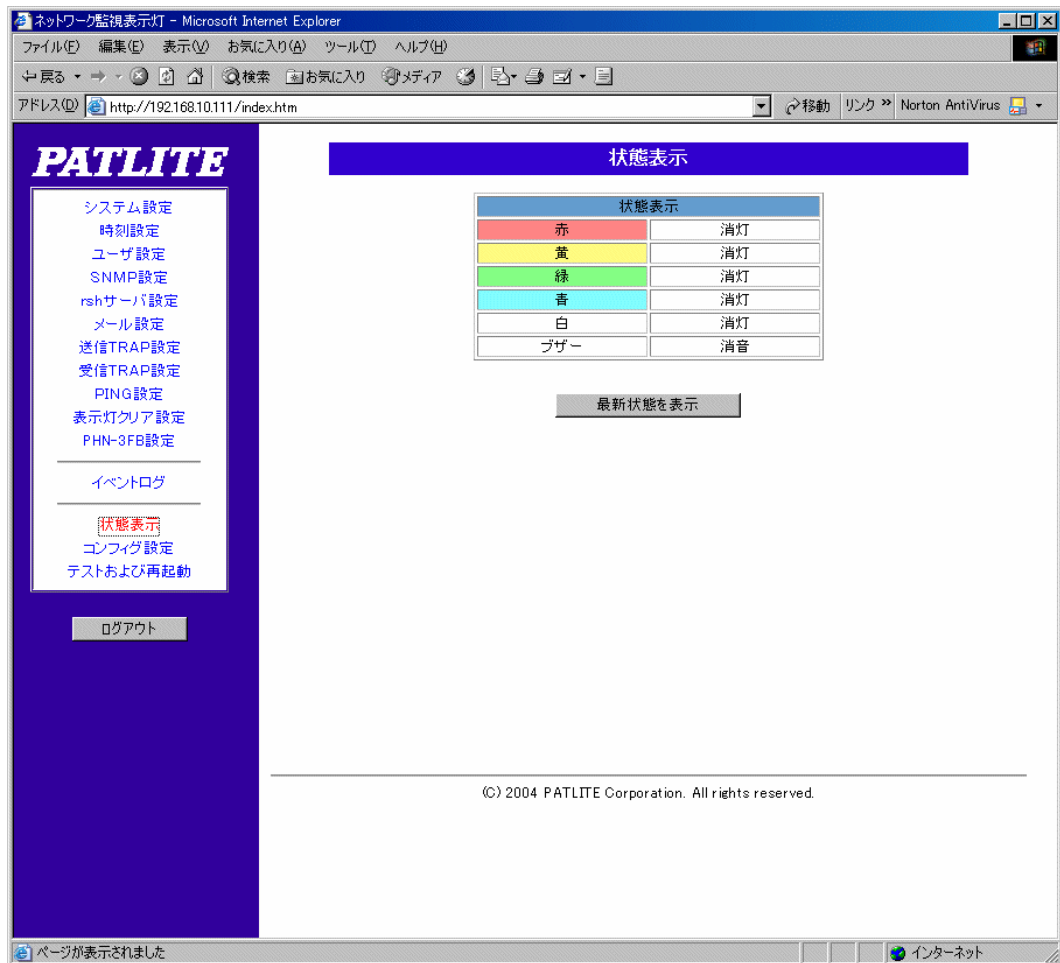 ネットワーク監視表示灯 - Microsoft Internet Explorer
ファイル(F) 編集(E) 表示(V) お気に入り(A) ツール(T) ヘルプ(H)
戻る 検索 お気に入り メディア
アドレス(D) http://192.168.10.111/index.htm 移動 リンク » Norton AntiVirus
PATLITE
システム設定
時刻設定
ユーザ設定
SNMP設定
rshサーバ設定
メール設定
送信TRAP設定
受信TRAP設定
PING設定
表示灯クリア設定
PHN-3FB設定
イベントログ
状態表示
コンフィグ設定
テストおよび再起動
ログアウト
状態表示
状態表示
赤 消灯
黄 消灯
緑 消灯
青 消灯
白 消灯
ブザー 消音
最新状態を表示
(C) 2004 PATLITE Corporation. All rights reserved.
ページが表示されました インターネット